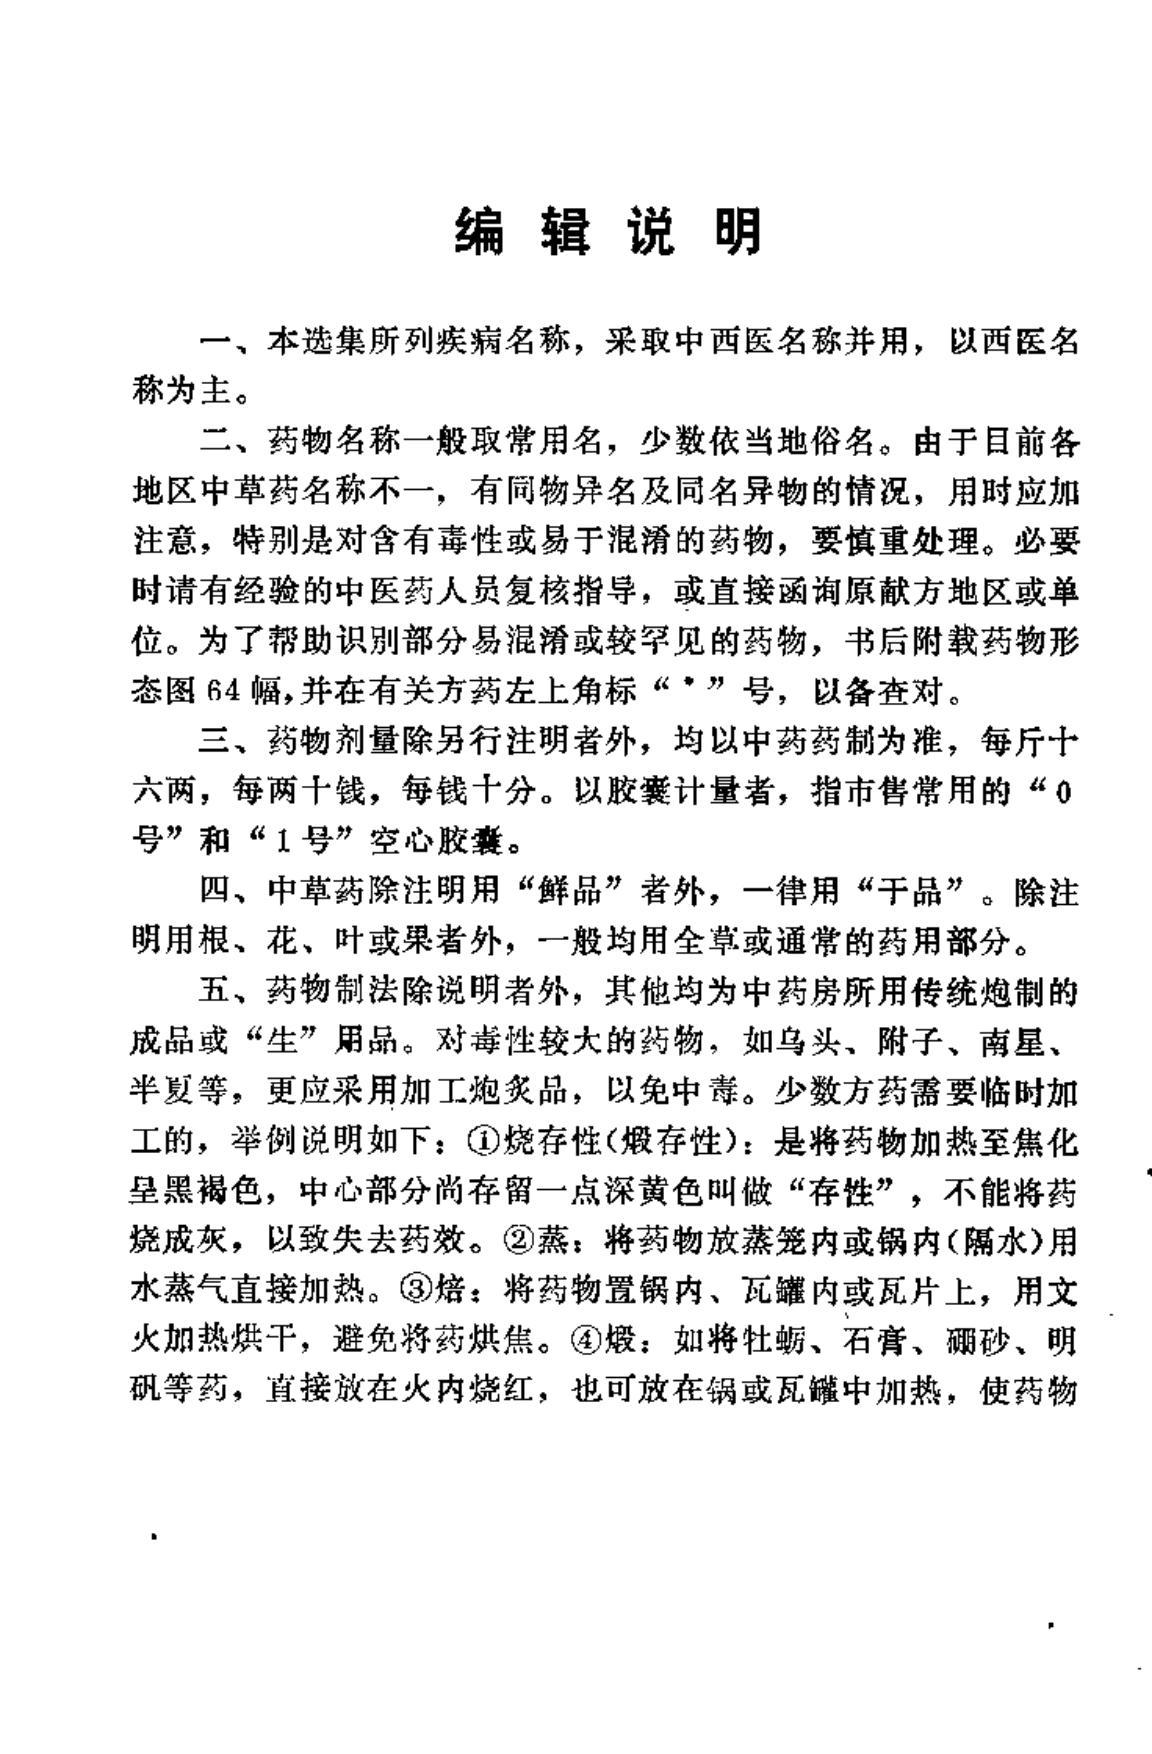 编辑说明
一、本选集所列疾病名称，采取中西医名称并用，以西医名
称为主。
二、药物名称一般取常用名，少数依当地俗名。由于目前各
地区中草药名称不一，有同物异名及同名异物的情况，用时应加
注意，特别是对含有毒性或易于混淆的药物，要慎重处理。必要
时请有经验的中医药人员复核指导，或直接函询原献方地区或单
位。为了帮助识别部分易混淆或较罕见的药物，书后附载药物形
态图64幅，并在有关方药左上角标“*”号，以备查对。
三、药物剂量除另行注明者外，均以中药药制为准，每斤十
六两，每两十钱，每钱十分。以胶囊计量者，指市售常用的“0
号”和“1号”空心胶囊。
四、中草药除注明用“鲜品”者外，一律用“干品”。除注
明用根、花、叶或果者外，一般均用全草或通常的药用部分。
五、药物制法除说明者外，其他均为中药房所用传统炮制的
成品或“生”用品。对毒性较大的药物，如乌头、附子、南星、
半夏等，更应采用加工炮炙品，以免中毒。少数方药需要临时加
工的，举例说明如下：①烧存性(煅存性)：是将药物加热至焦化
呈黑褐色，中心部分尚存留一点深黄色叫做“存性”，不能将药
烧成灰，以致失去药效。②蒸：将药物放蒸笼内或锅内(隔水)用
水蒸气直接加热。③焙：将药物置锅内、瓦罐内或瓦片上，用文
火加热烘干，避免将药烘焦。④煅：如将牡蛎、石膏、硼砂、明
矾等药，直接放在火内烧红，也可放在锅或瓦罐中加热，使药物